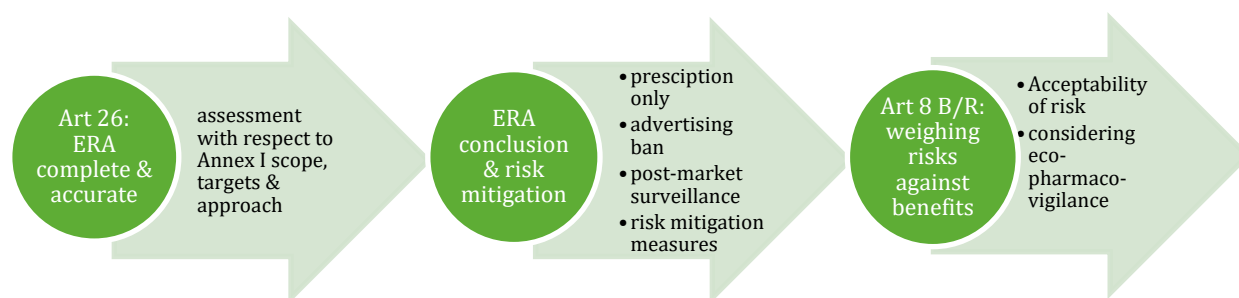 Art 26:
ERA
complete &
accurate
assessment
with respect to
Annex I scope,
targets &
approach
ERA
conclusion
& risk
mitigation
•presciption
only
•advertising
ban
•post-market
surveillance
•risk mitigation
measures
Art 8 B/R:
weighing
risks
against
benefits
•Acceptability
of risk
•considering
eco-
pharmaco-
vigilance